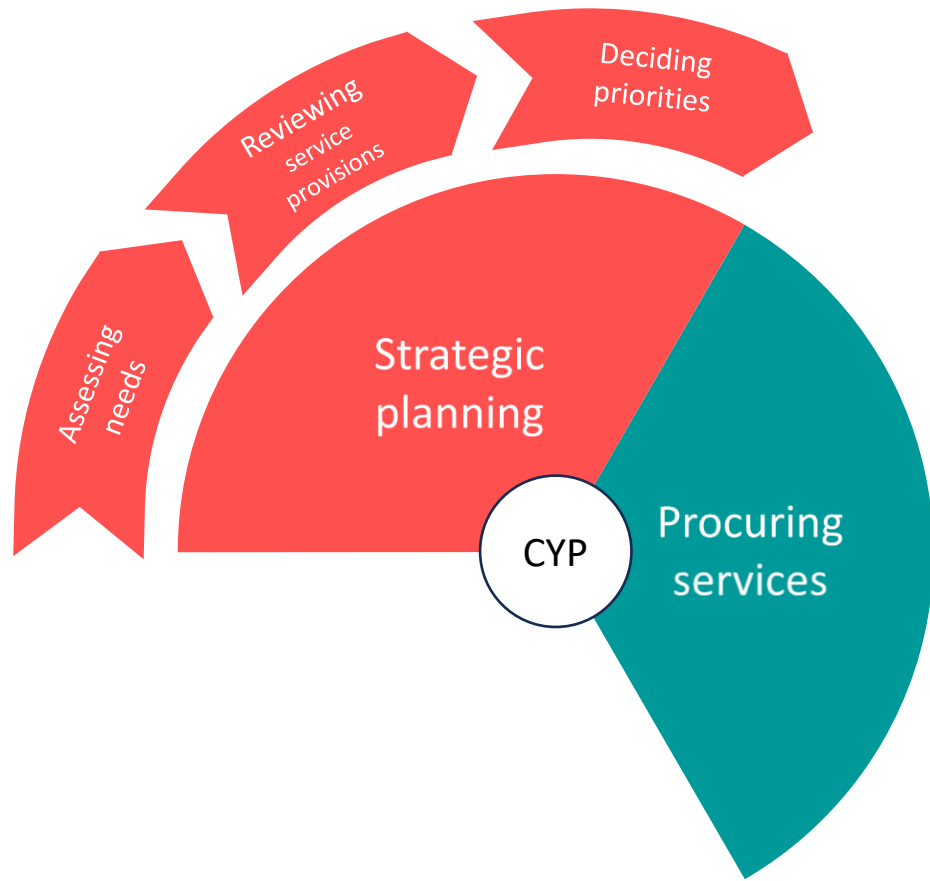 Assessing
needs
Reviewing
service
provisions
Deciding
priorities
Strategic
planning
CYP
Procuring
services